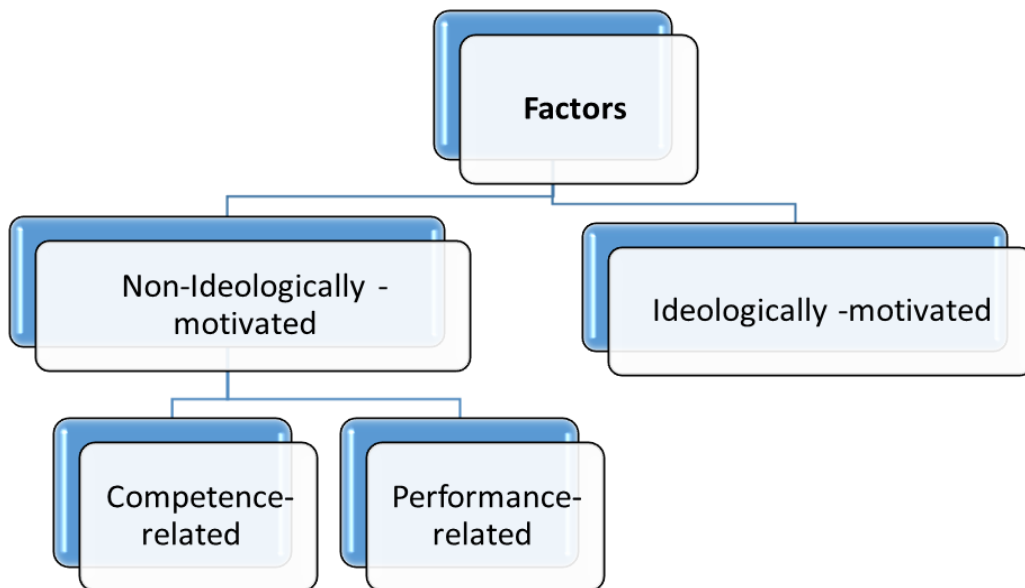 Factors
Non-Ideologically -
motivated
Ideologically -motivated
Competence-
related
Performance-
related